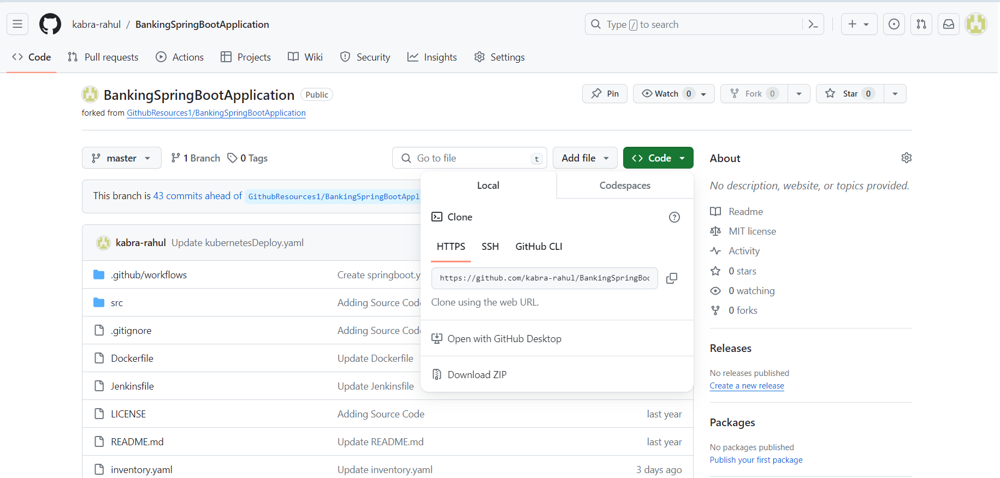 kabra-rahul / BankingSpringBootApplication
Type / to search
Code
Pull requests
Actions
Projects
Wiki
Security
Insights
Settings
BankingSpringBootApplication Public
forked from GithubResources1/BankingSpringBootApplication
Pin
Watch 0
Fork 0
Star 0
master
1 Branch
0 Tags
Go to file t
Add file
Code
This branch is 43 commits ahead of GithubResources1/BankingSpringBootAppl
kabra-rahul Update kubernetesDeploy.yaml
.github/workflows Create springboot.y
src Adding Source Code
.gitignore Adding Source Code
Dockerfile Update Dockerfile
Jenkinsfile Update Jenkinsfile
LICENSE Adding Source Code last year
README.md Update README.md last year
inventory.yaml Update inventory.yaml 3 days ago
Local
Codespaces
Clone
HTTPS SSH GitHub CLI
https://github.com/kabra-rahul/BankingSpringBoo
Clone using the web URL.
Open with GitHub Desktop
Download ZIP
About
No description, website, or topics provided.
Readme
MIT license
Activity
0 stars
0 watching
0 forks
Releases
No releases published
Create a new release
Packages
No packages published
Publish your first package